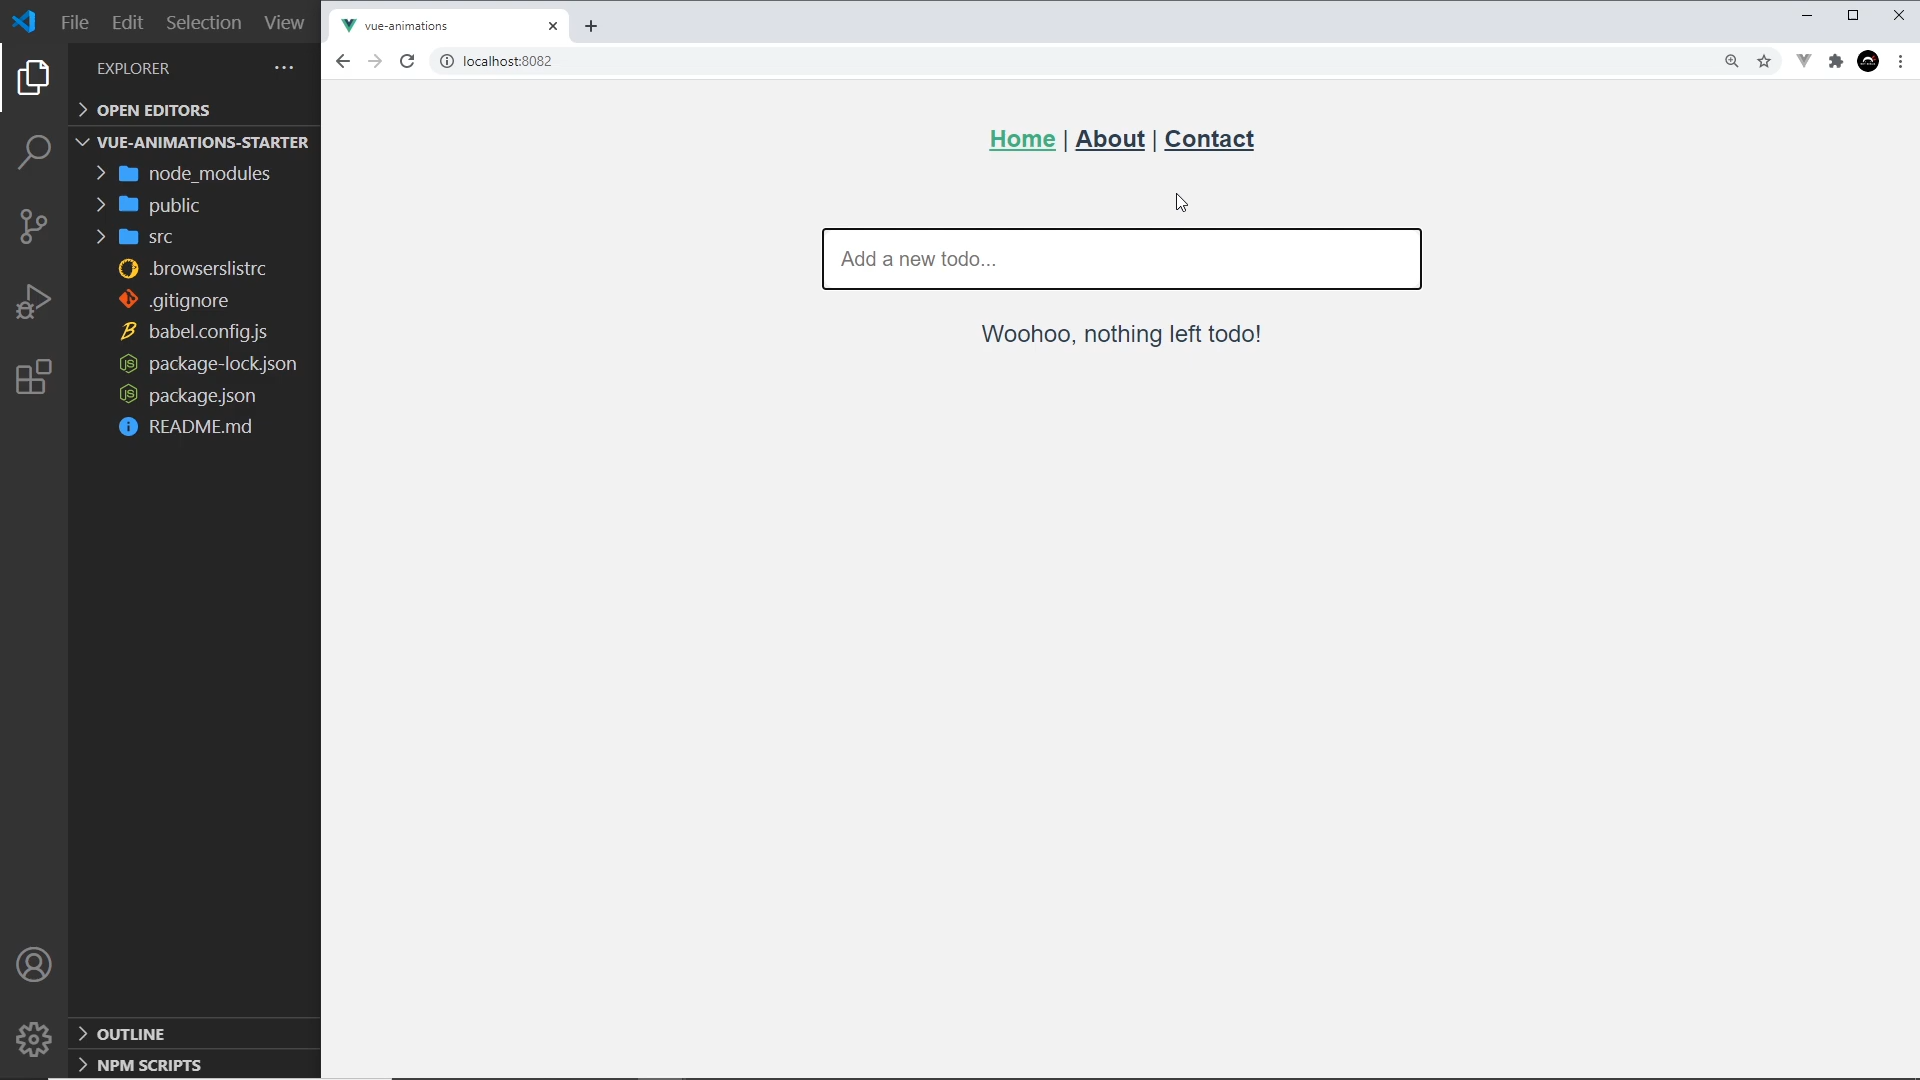 File Edit Selection View
EXPLORER
OPEN EDITORS
VUE-ANIMATIONS-STARTER
node_modules
public
src
.browserslistrc
.gitignore
babel.config.js
package-lock.json
package.json
README.md
OUTLINE
NPM SCRIPTS
vue-animations
localhost:8082
Home | About | Contact
Add a new todo...
Woohoo, nothing left todo!